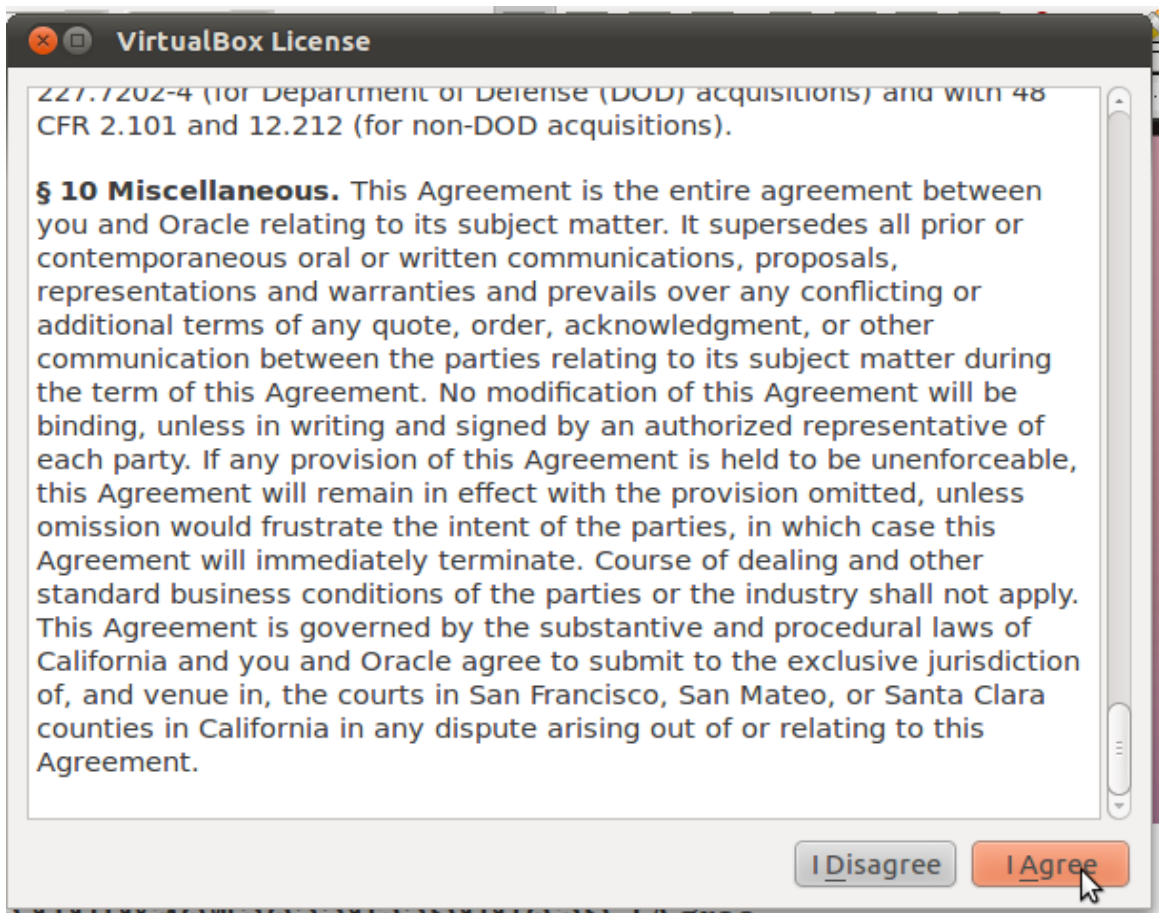 VirtualBox License
227.7202-4 (for Department of Defense (DOD) acquisitions) and with 48
CFR 2.101 and 12.212 (for non-DOD acquisitions).
§ 10 Miscellaneous. This Agreement is the entire agreement between
you and Oracle relating to its subject matter. It supersedes all prior or
contemporaneous oral or written communications, proposals,
representations and warranties and prevails over any conflicting or
additional terms of any quote, order, acknowledgment, or other
communication between the parties relating to its subject matter during
the term of this Agreement. No modification of this Agreement will be
binding, unless in writing and signed by an authorized representative of
each party. If any provision of this Agreement is held to be unenforceable,
this Agreement will remain in effect with the provision omitted, unless
omission would frustrate the intent of the parties, in which case this
Agreement will immediately terminate. Course of dealing and other
standard business conditions of the parties or the industry shall not apply.
This Agreement is governed by the substantive and procedural laws of
California and you and Oracle agree to submit to the exclusive jurisdiction
of, and venue in, the courts in San Francisco, San Mateo, or Santa Clara
counties in California in any dispute arising out of or relating to this
Agreement.
I Disagree I Agree